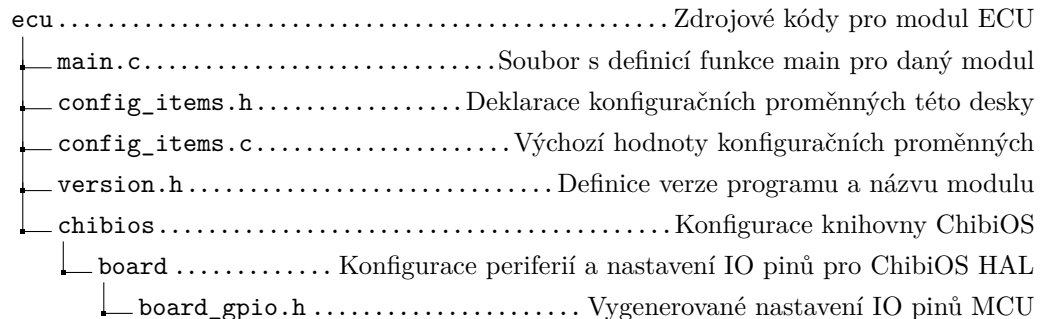 ecu..................................................Zdrojové kódy pro modul ECU
main.c.............................Soubor s definicí funkce main pro daný modul
config_items.h.................Deklarace konfiguračních proměnných této desky
config_items.c.....................Výchozí hodnoty konfiguračních proměnných
version.h..............................Definice verze programu a názvu modulu
chibios..........................................Konfigurace knihovny ChibiOS
board.............Konfigurace periferií a nastavení IO pinů pro ChibiOS HAL
board_gpio.h......................Vygenerované nastavení IO pinů MCU